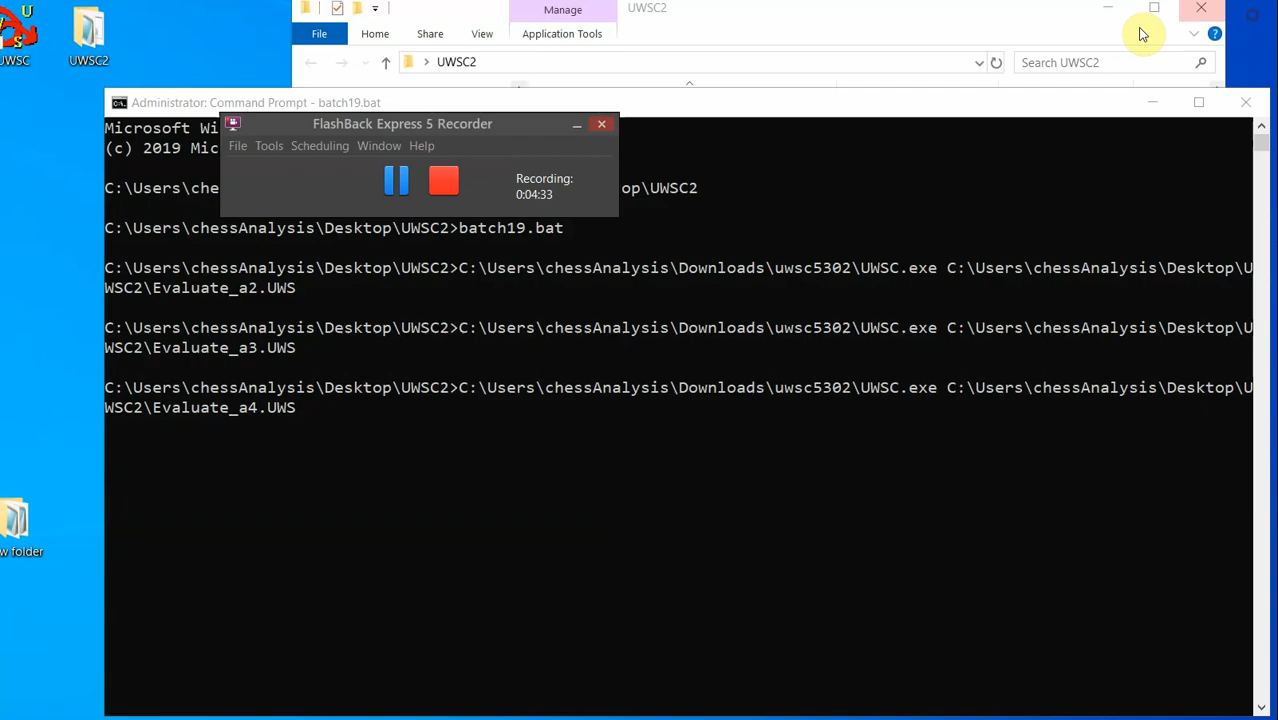 U
S
UWSC
UWSC2
Manage
UWSC2
File
Home
Share
View
Application Tools
?
UWSC2
Search UWSC2
C:\.
Administrator: Command Prompt - batch19.bat
Microsoft Wi
(c) 2019 Mic
FlashBack Express 5 Recorder
File
Tools
Scheduling
Window
Help
Recording:
0:04:33
C:\Users\che
op\UWSC2
C:\Users\chessAnalysis\Desktop\UWSC2>batch19.bat
C:\Users\chessAnalysis\Desktop\UWSC2>C:\Users\chessAnalysis\Downloads\uwsc5302\UWSC.exe C:\Users\chessAnalysis\Desktop\U
WSC2\Evaluate_a2.UWS
C:\Users\chessAnalysis\Desktop\UWSC2>C:\Users\chessAnalysis\Downloads\uwsc5302\UWSC.exe C:\Users\chessAnalysis\Desktop\U
WSC2\Evaluate_a3.UWS
C:\Users\chessAnalysis\Desktop\UWSC2>C:\Users\chessAnalysis\Downloads\uwsc5302\UWSC.exe C:\Users\chessAnalysis\Desktop\U
WSC2\Evaluate_a4.UWS
w folder